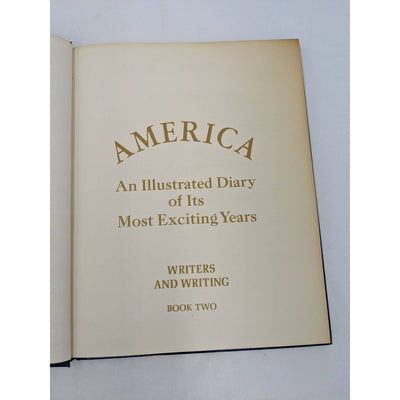 AMERICA
An Illustrated Diary
of Its
Most Exciting Years
WRITERS
AND WRITING
BOOK TWO